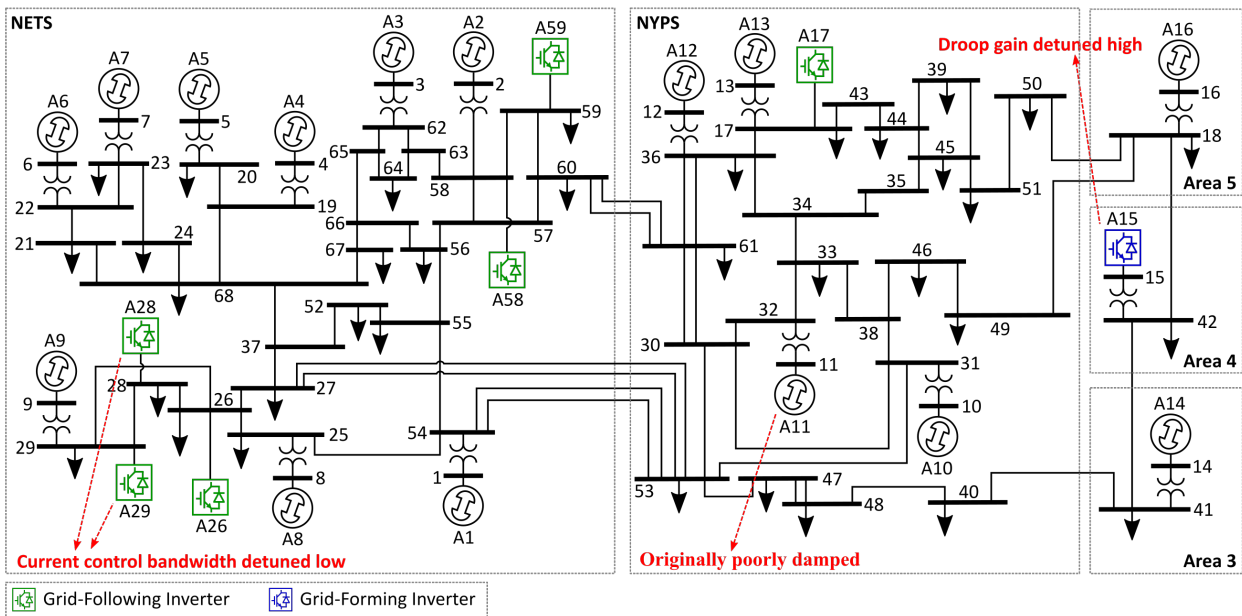 NETS
NYPS
A3
A2
A59
A12
A13
A17
Droop gain detuned high
A16
A7
A5
3
2
12
13
39
50
16
A6
A4
59
43
18
7
5
62
17
44
6
23
4
65
64
63
60
36
45
20
58
35
51
Area 5
22
19
34
A15
24
66
57
21
67
56
61
33
46
15
68
A58
A28
52
32
42
55
38
49
A9
37
30
11
31
Area 4
28
27
9
26
10
A14
25
54
A11
29
A10
14
8
1
47
53
40
A29
A26
48
41
A8
A1
Current control bandwidth detuned low
Originally poorly damped
Area 3
Grid-Following Inverter
Grid-Forming Inverter